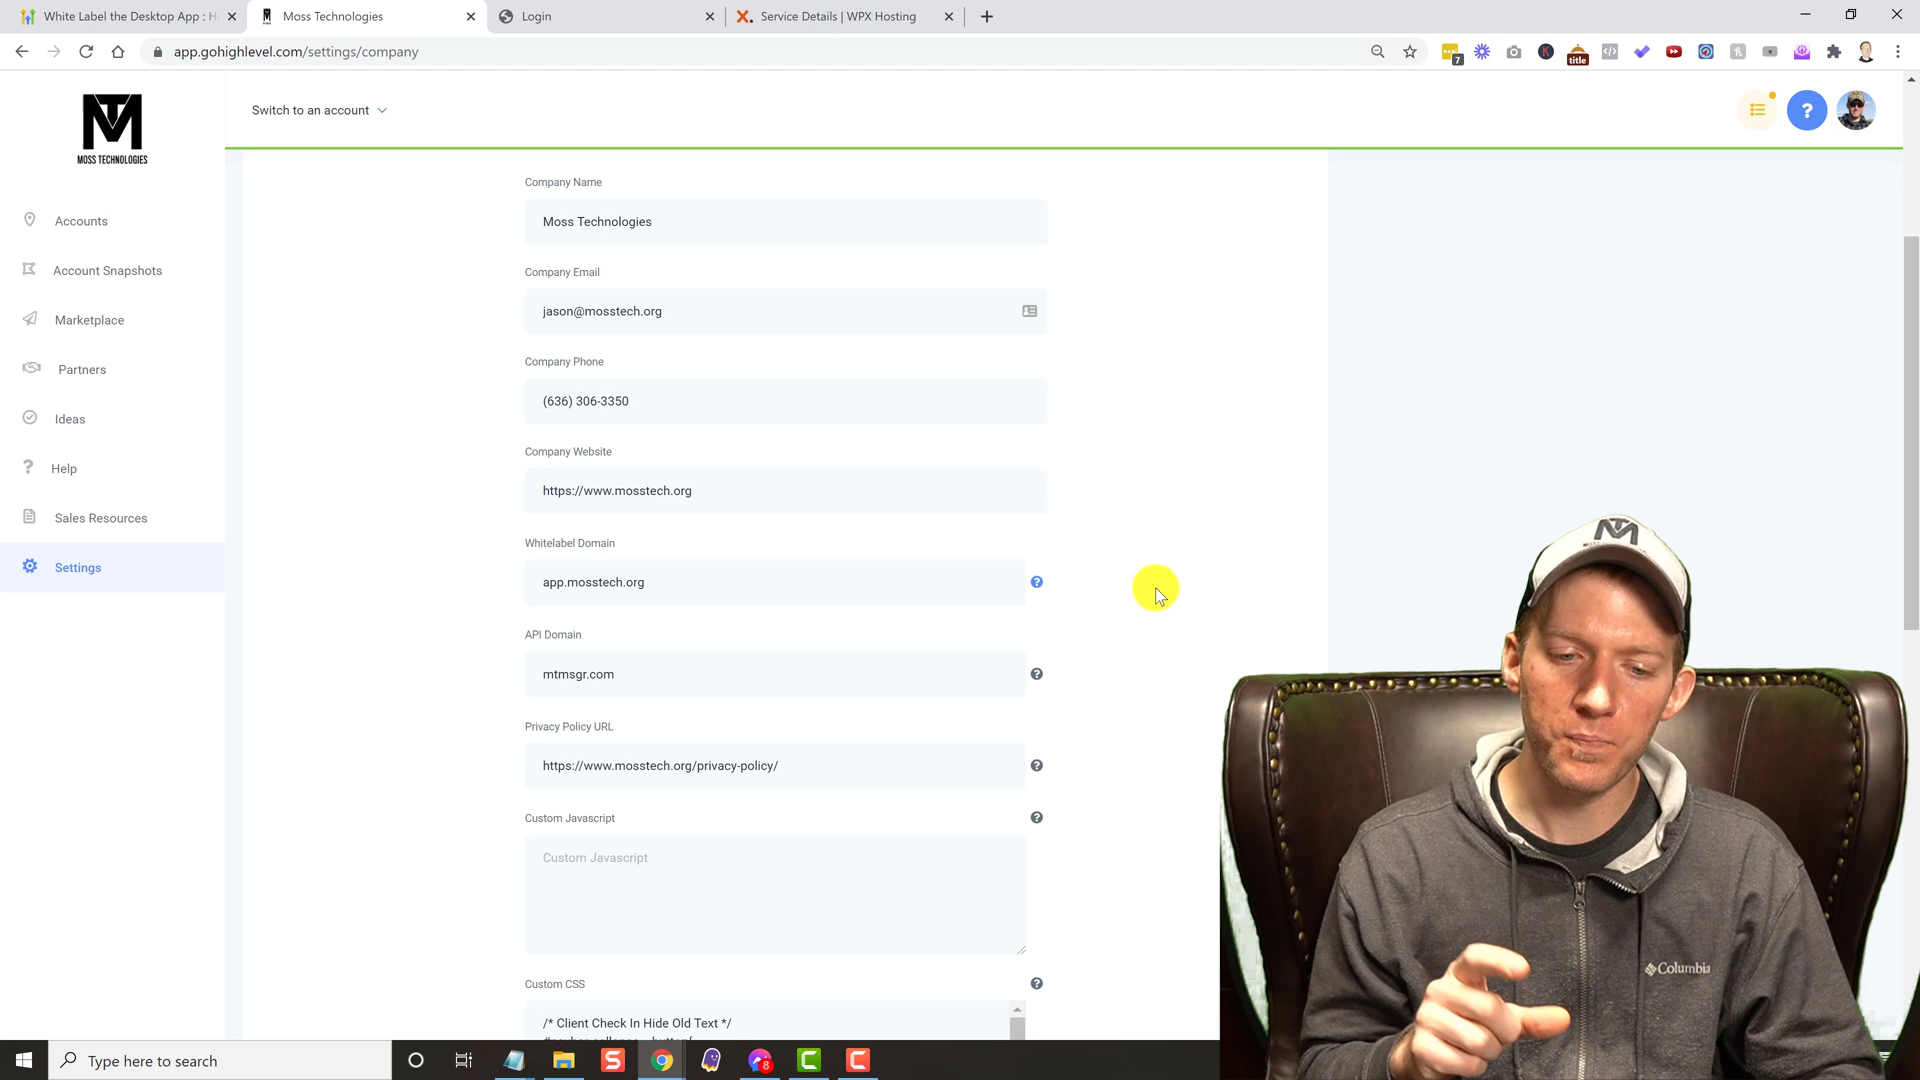 White Label the Desktop App : H
Moss Technologies
Login
Service Details | WPX Hosting
app.gohighlevel.com/settings/company
7
title
MOSS TECHNOLOGIES
Switch to an account
?
Accounts
Account Snapshots
Marketplace
Partners
Ideas
Help
Sales Resources
Settings
Company Name
Moss Technologies
Company Email
jason@mosstech.org
Company Phone
(636) 306-3350
Company Website
https://www.mosstech.org
Whitelabel Domain
app.mosstech.org
API Domain
mtmsgr.com
Privacy Policy URL
https://www.mosstech.org/privacy-policy/
Custom Javascript
Custom Javascript
Custom CSS
/* Client Check In Hide Old Text */
Columbia
Type here to search
8